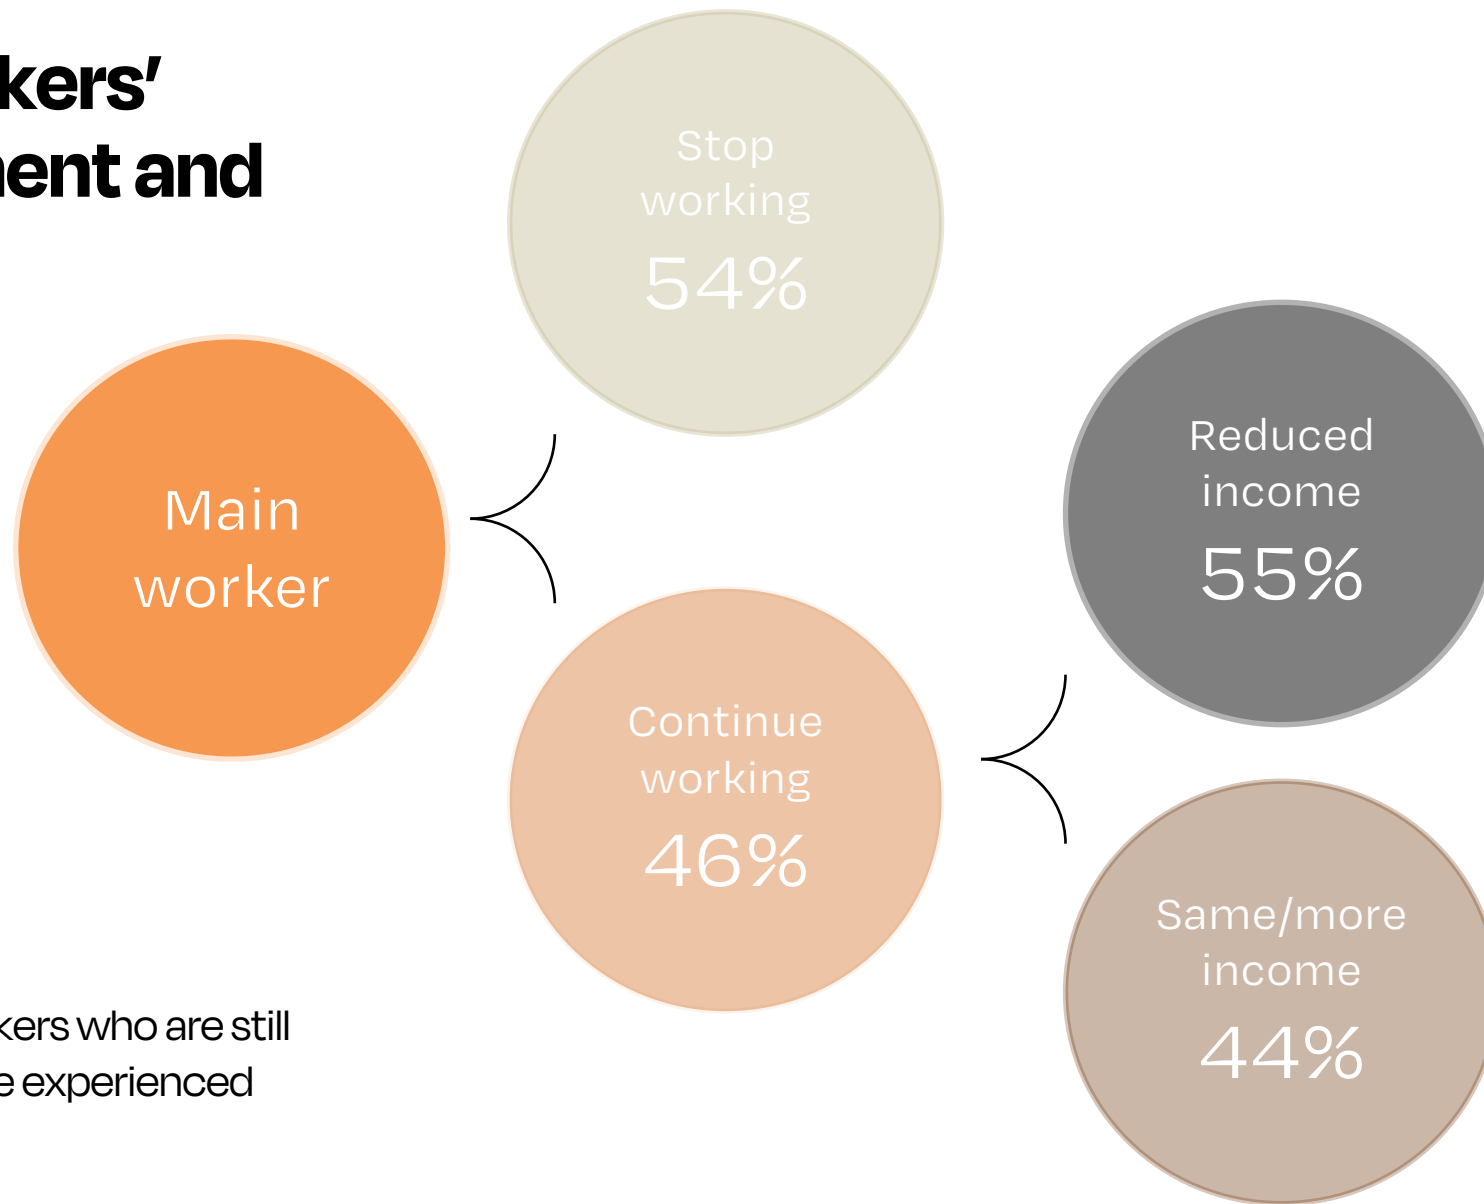 kers’
ment and
Stop
working
54%
Main
worker
Reduced
income
55%
Continue
working
46%
Same/more
income
44%
kers who are still
e experienced